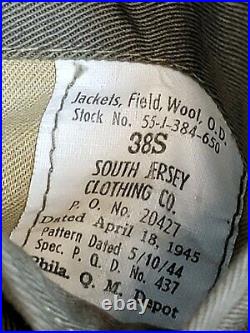 Jackets, Field, Wool, O.D.
Stock No. 55-J-384-650
38S
SOUTH JERSEY
CLOTHING CO.
P. O. No. 20427
Dated April 18, 1945
Pattern Dated 5/10/44
Spec. P. Q. D. No. 437
Phila. Q. M. Depot